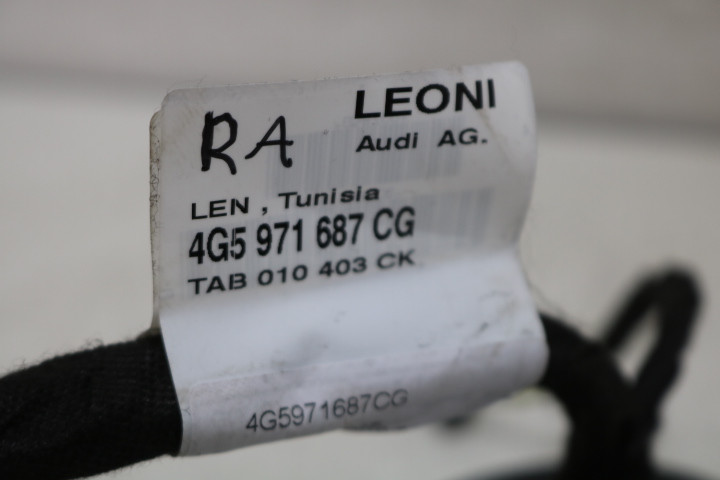 RA
LEONI
Audi AG.
LEN , Tunisia
4G5 971 687 CG
TAB 010 403 CK
4G5971687CG